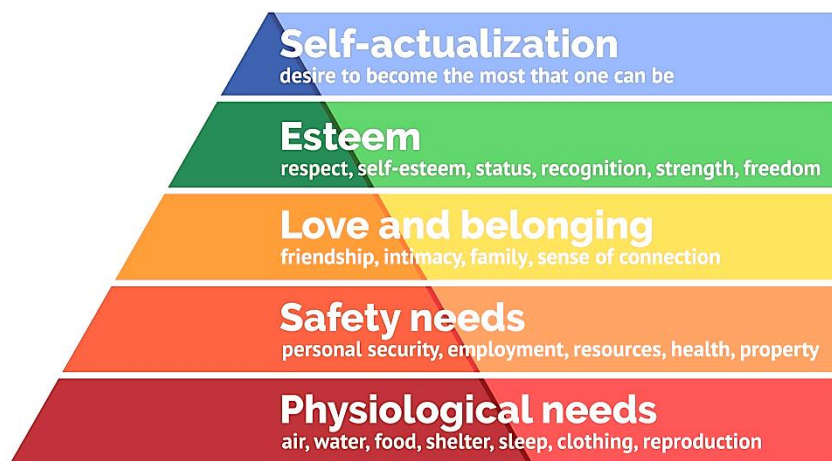 Self-actualization
desire to become the most that one can be
Esteem
respect, self-esteem, status, recognition, strength, freedom
Love and belonging
friendship, intimacy, family, sense of connection
Safety needs
personal security, employment, resources, health, property
Physiological needs
air, water, food, shelter, sleep, clothing, reproduction